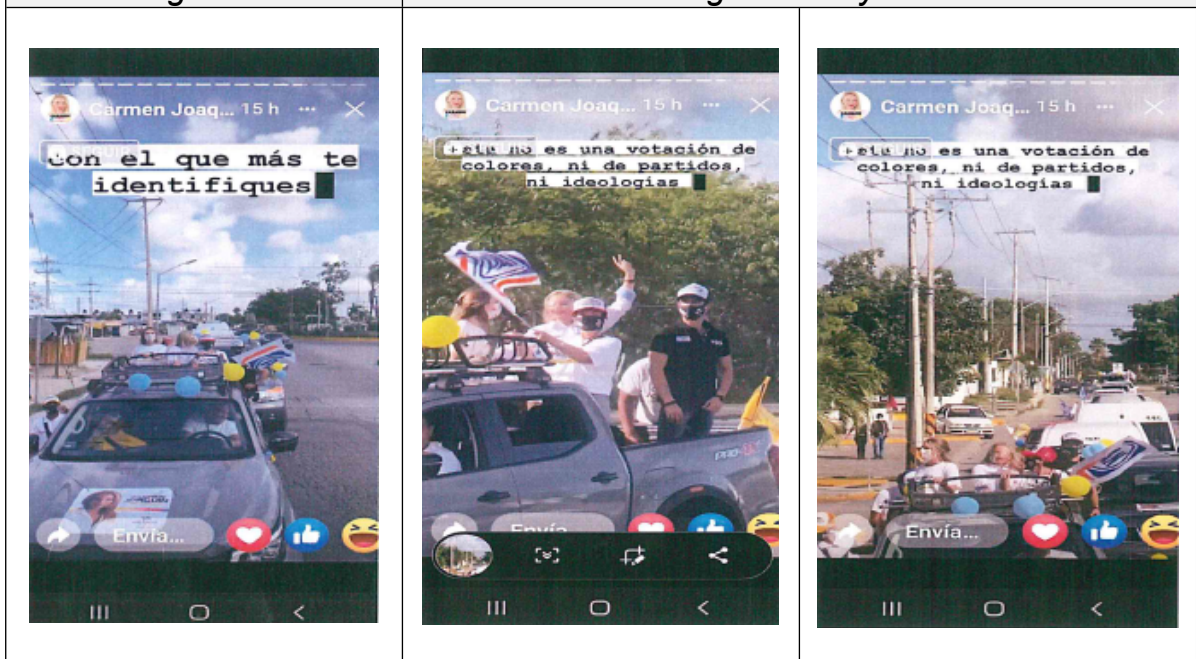 Carmen Joaq... 15 h
con el que más te
identifiques
Envía...
Carmen Joaq... 15 h
no es una votación de
colores, ni de partidos,
ni ideologías
Envía...
Carmen Joaq... 15 h
no es una votación de
colores, ni de partidos,
ni ideologías
Envía...